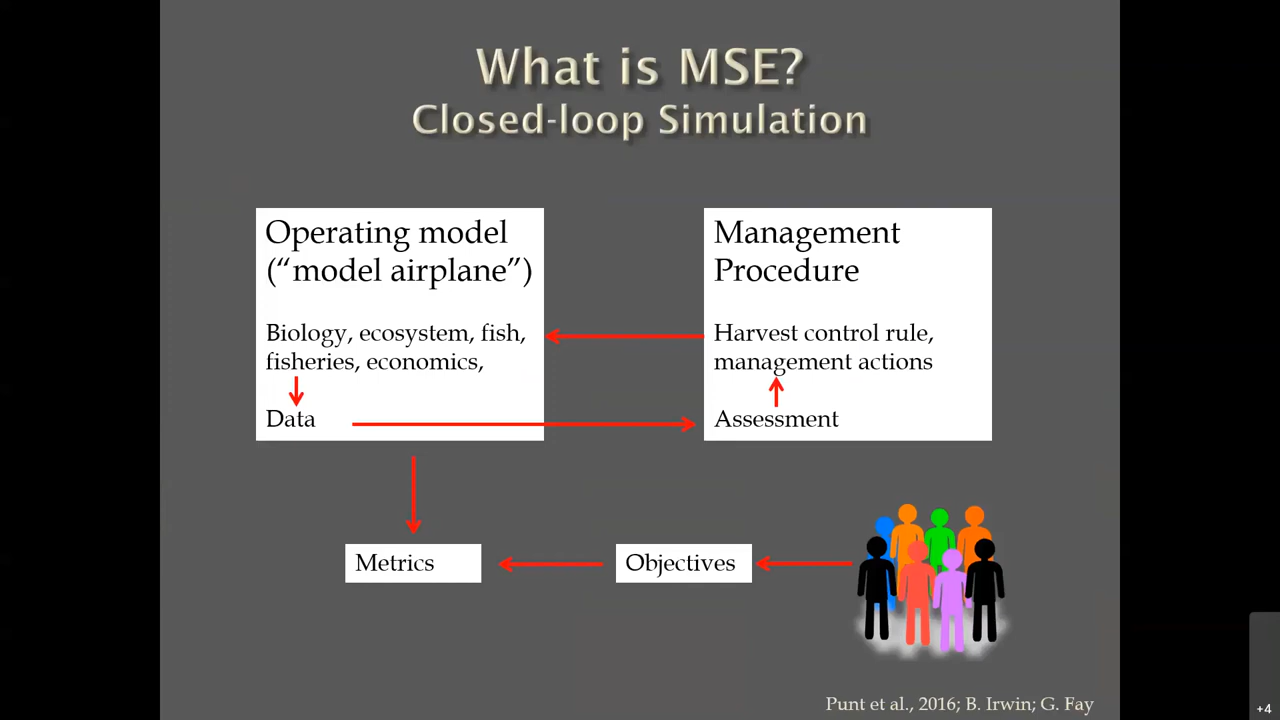 What is MSE?
Closed-loop Simulation
Operating model
(“model airplane”)
Biology, ecosystem, fish,
fisheries, economics,
Data
Management
Procedure
Harvest control rule,
management actions
Assessment
Metrics
Objectives
Punt et al., 2016; B. Irwin; G. Fay
+4